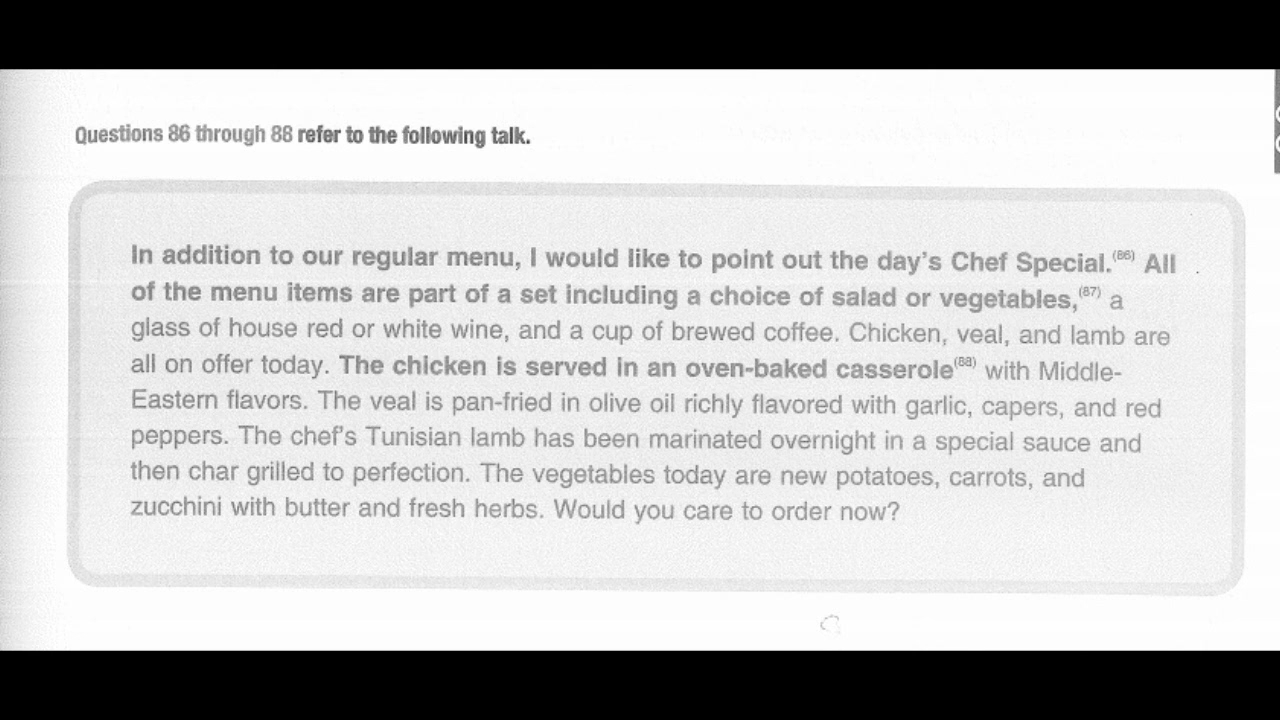 Questions 86 through 88 refer to the following talk.
In addition to our regular menu, I would like to point out the day's Chef Special.(86) All
of the menu items are part of a set including a choice of salad or vegetables,(87) a
glass of house red or white wine, and a cup of brewed coffee. Chicken, veal, and lamb are
all on offer today. The chicken is served in an oven-baked casserole(88) with Middle-
Eastern flavors. The veal is pan-fried in olive oil richly flavored with garlic, capers, and red
peppers. The chef's Tunisian lamb has been marinated overnight in a special sauce and
then char grilled to perfection. The vegetables today are new potatoes, carrots, and
zucchini with butter and fresh herbs. Would you care to order now?